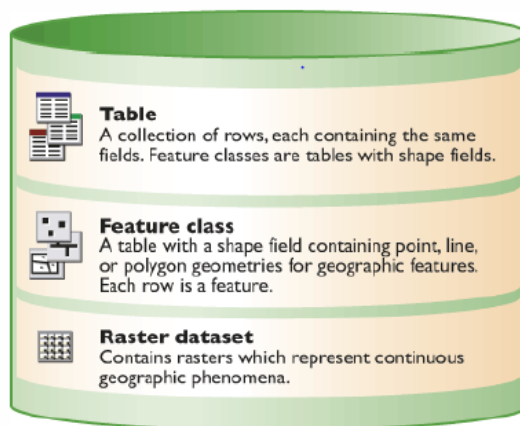 Table
A collection of rows, each containing the same
fields. Feature classes are tables with shape fields.
Feature class
A table with a shape field containing point, line,
or polygon geometries for geographic features.
Each row is a feature.
Raster dataset
Contains rasters which represent continuous
geographic phenomena.